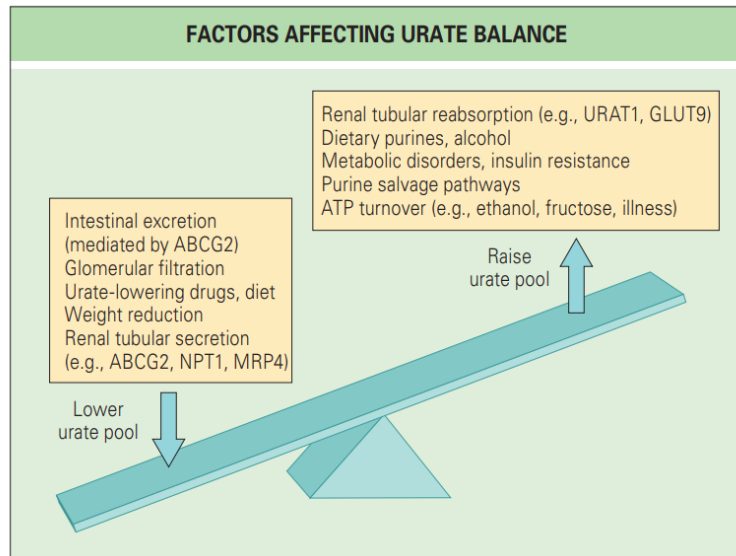 FACTORS AFFECTING URATE BALANCE
Renal tubular reabsorption (e.g., URAT1, GLUT9)
Dietary purines, alcohol
Metabolic disorders, insulin resistance
Purine salvage pathways
ATP turnover (e.g., ethanol, fructose, illness)
Raise
urate pool
Intestinal excretion
(mediated by ABCG2)
Glomerular filtration
Urate-lowering drugs, diet
Weight reduction
Renal tubular secretion
(e.g., ABCG2, NPT1, MRP4)
Lower
urate pool